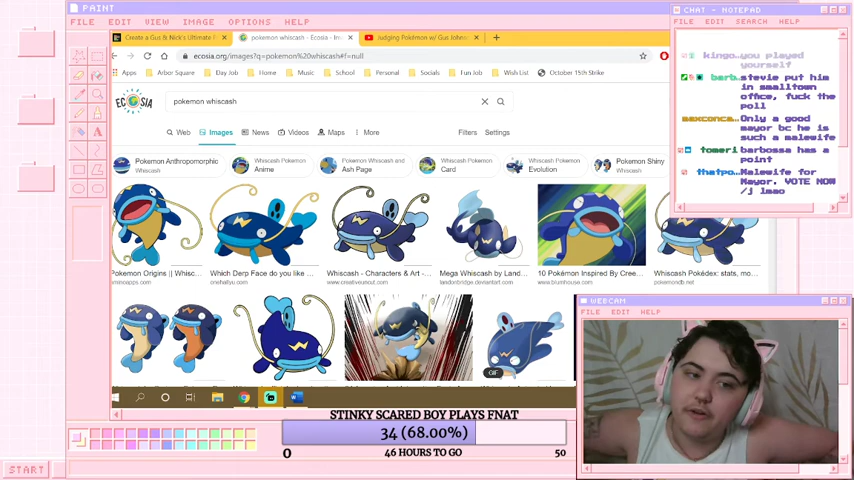 PAINT
FILE EDIT VIEW IMAGE OPTIONS HELP
Create a Gus & Nick's Ultimate
pokemon whiscash - Ecosia - Im
Judging Pokémon w/ Gus Johns
ecosia.org/images?q=pokemon%20whiscash#f=null
Apps Arbor Square Day Home Music School Personal Socials Fun Job Wish List October 15th Strike
ECOSIA
pokemon whiscash
Web Images News Videos Maps More Filters Settings
Pokemon Anthropomorphic
Whiscash Pokemon Anime
Whiscash and Ash Page
Pokemon Card
Whiscash Evolution
Pokemon Shiny
Pokemon Origins || Whisc...
Which Derp Face do you like ...
onehallyu.com
Whiscash - Characters & Art -...
www.creativeuncut.com
Mega Whiscash by Land...
landonbridge.deviantart.com
10 Pokémon Inspired By Cree...
www.blumhouse.com
Whiscash Pokédex: stats, mo...
pokemondb.net
GIF
STINKY SCARED BOY PLAYS FNAT
34 (68.00%)
0
46 HOURS TO GO
50
START
CHAT - NOTEPAD
FILE EDIT SEARCH HELP
kingo..you played
yourself
barb..stevie put him
in smalltown
office, fuck the
poll
maxconca..Only a good
mayor bc he is
such a malewife
tomeri barbossa has a
point
thatpo..Malewife for
Mayor. VOTE NOW
/j lmao
WEBCAM
FILE EDIT HELP